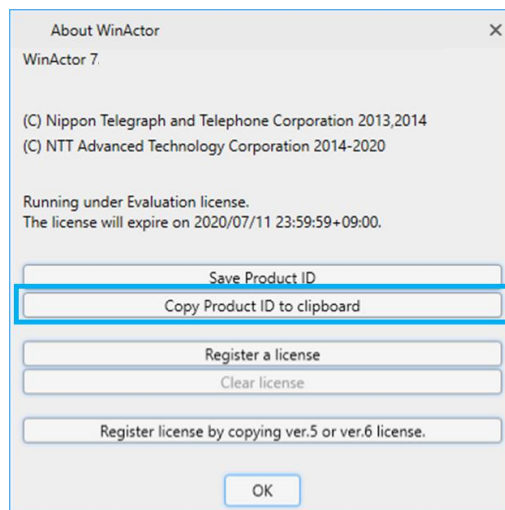 About WinActor
WinActor 7.
(C) Nippon Telegraph and Telephone Corporation 2013,2014
(C) NTT Advanced Technology Corporation 2014-2020
Running under Evaluation license.
The license will expire on 2020/07/11 23:59:59+09:00.
Save Product ID
Copy Product ID to clipboard
Register a license
Clear license
Register license by copying ver.5 or ver.6 license.
OK